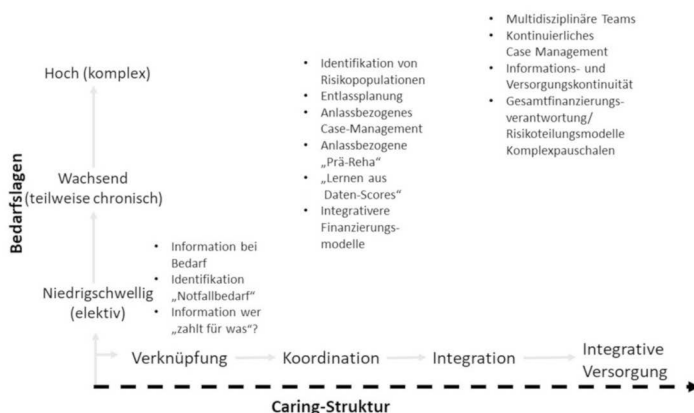 • Multidisziplinäre Teams
• Kontinuierliches
Case Management
• Informations- und
Versorgungskontinuität
• Gesamtfinanzierungs-
verantwortung/
Risikoteilungsmodelle
Komplexpauschalen
• Identifikation von
Risikopopulationen
• Entlassplanung
• Anlassbezogenes
Case-Management
• Anlassbezogene
„Prä-Reha“
• „Lernen aus
Daten-Scores“
• Integrativere
Finanzierungs-
modelle
• Information bei
Bedarf
• Identifikation
„Notfallbedarf“
• Information wer
„zahlt für was“?
Bedarfslagen
Hoch (komplex)
Wachsend
(teilweise chronisch)
Niedrigschwellig
(elektiv)
Verknüpfung
Koordination
Integration
Integrative
Versorgung
Caring-Struktur